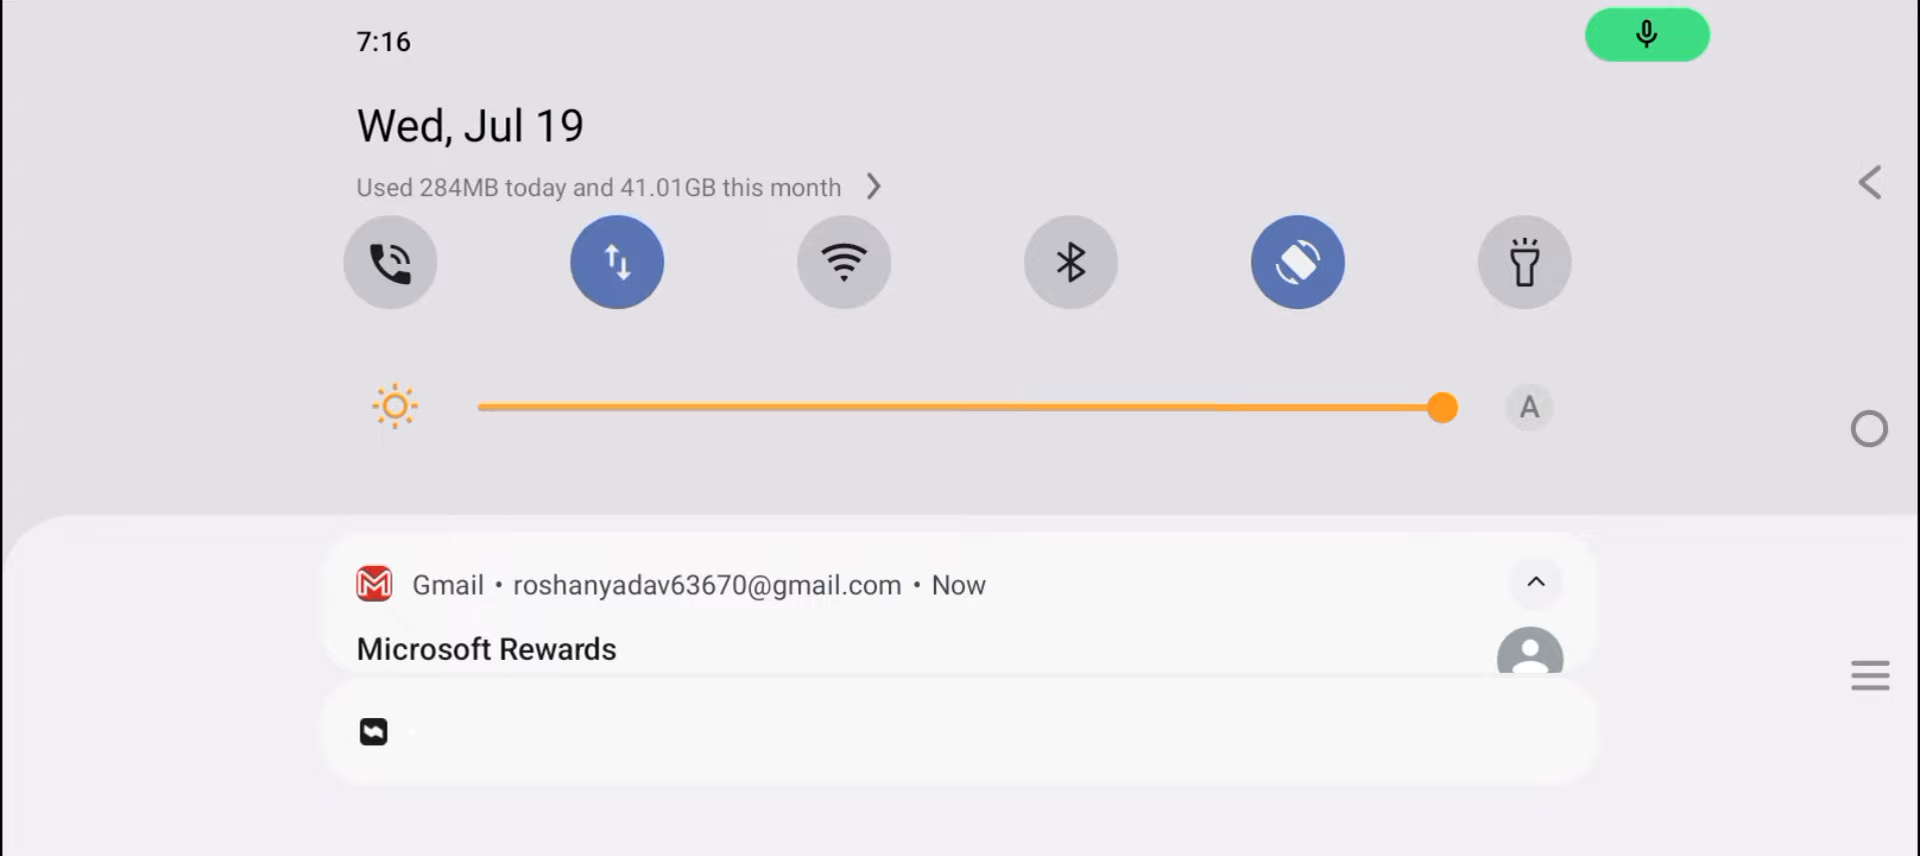 7:16
Wed, Jul 19
Used 284MB today and 41.01GB this month
A
Gmail • roshanyadav63670@gmail.com • Now
Microsoft Rewards